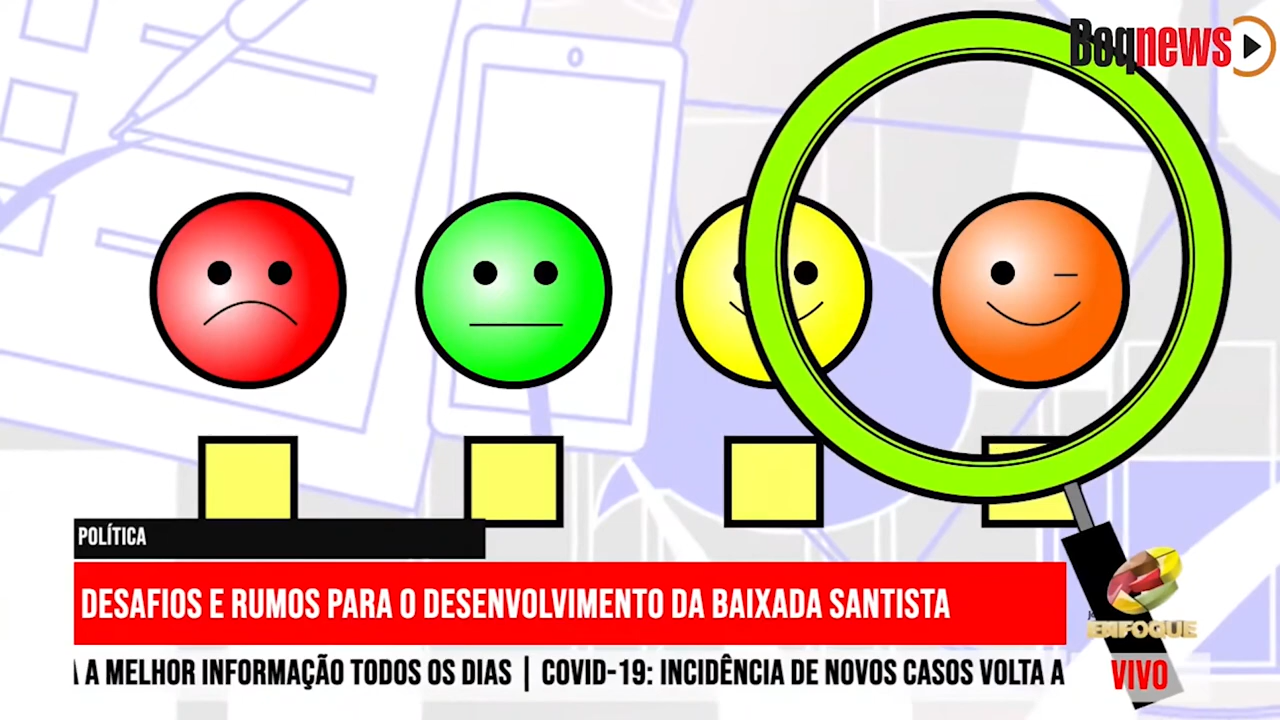 Boqnews
POLÍTICA
DESAFIOS E RUMOS PARA O DESENVOLVIMENTO DA BAIXADA SANTISTA
ENFOQUE
A A MELHOR INFORMAÇÃO TODOS OS DIAS | COVID-19: INCIDÊNCIA DE NOVOS CASOS VOLTA A
VIVO